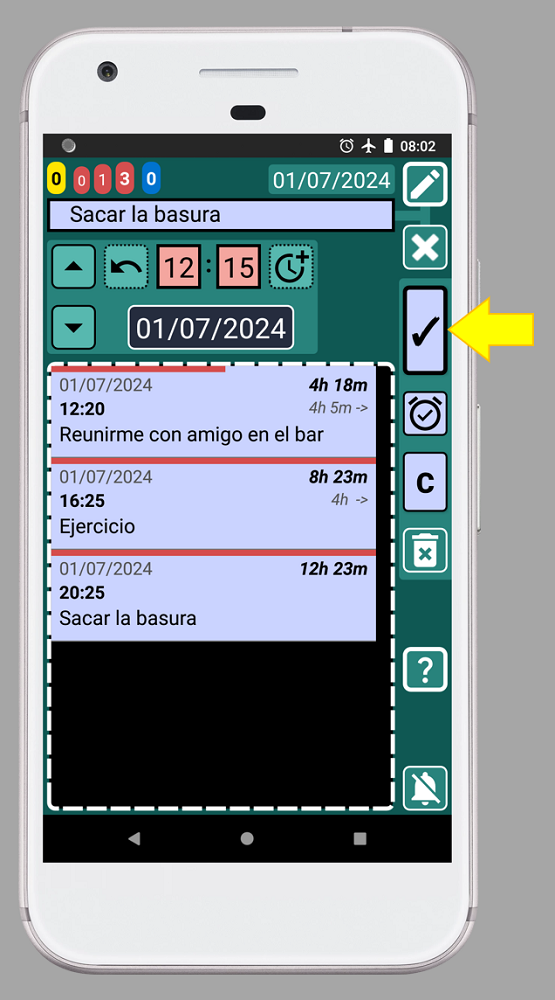 08:02
0 0 1 3 0 01/07/2024
Sacar la basura
12 : 15
01/07/2024
01/07/2024 4h 18m
12:20 4h 5m ->
Reunirme con amigo en el bar
01/07/2024 8h 23m
16:25 4h ->
Ejercicio
01/07/2024 12h 23m
20:25
Sacar la basura
C
?